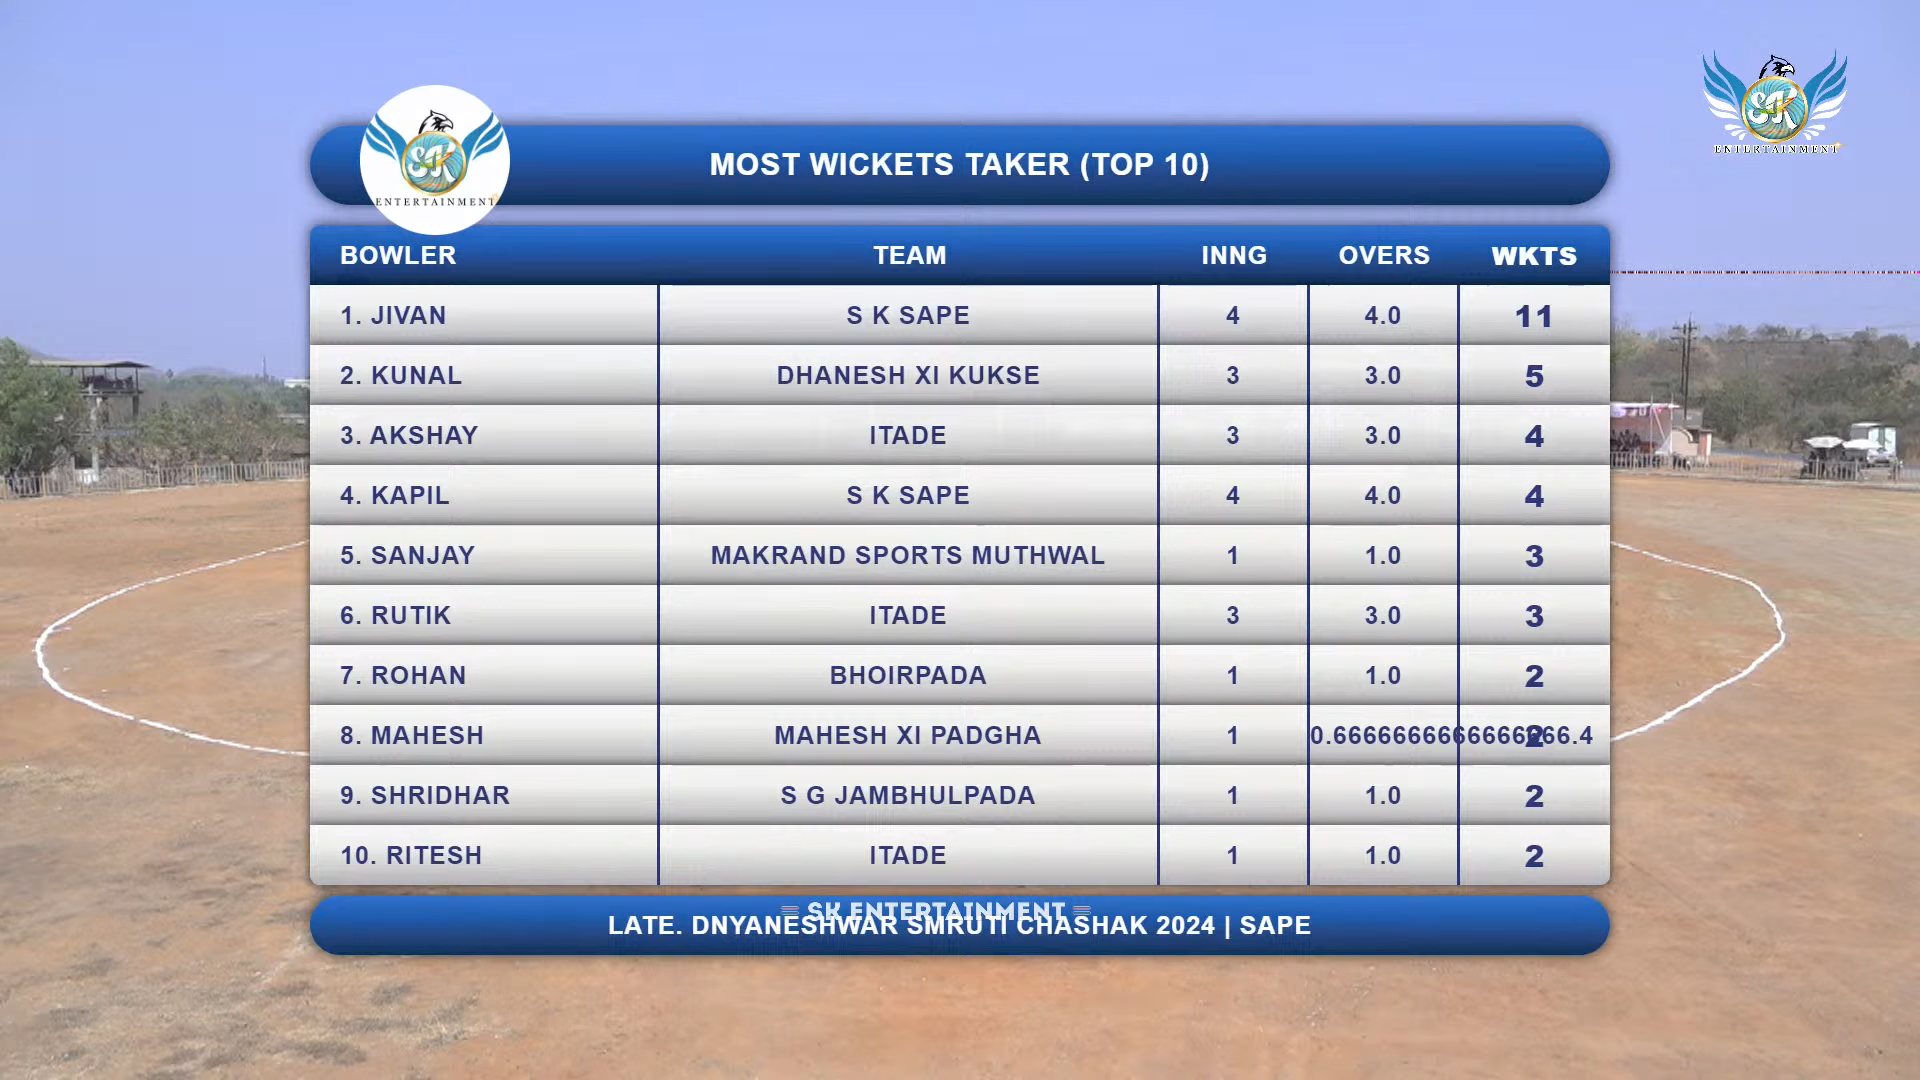 SK
ENTERTAINMENT
SK
ENTERTAINMENT
MOST WICKETS TAKER (TOP 10)
BOWLER TEAM INNG OVERS WKTS
1. JIVAN S K SAPE 4 4.0 11
2. KUNAL DHANESH XI KUKSE 3 3.0 5
3. AKSHAY ITADE 3 3.0 4
4. KAPIL S K SAPE 4 4.0 4
5. SANJAY MAKRAND SPORTS MUTHWAL 1 1.0 3
6. RUTIK ITADE 3 3.0 3
7. ROHAN BHOIRPADA 1 1.0 2
8. MAHESH MAHESH XI PADGHA 1 2
9. SHRIDHAR S G JAMBHULPADA 1 1.0 2
10. RITESH ITADE 1 1.0 2
SK ENTERTAINMENT
LATE. DNYANESHWAR SMRUTI CHASHAK 2024 | SAPE